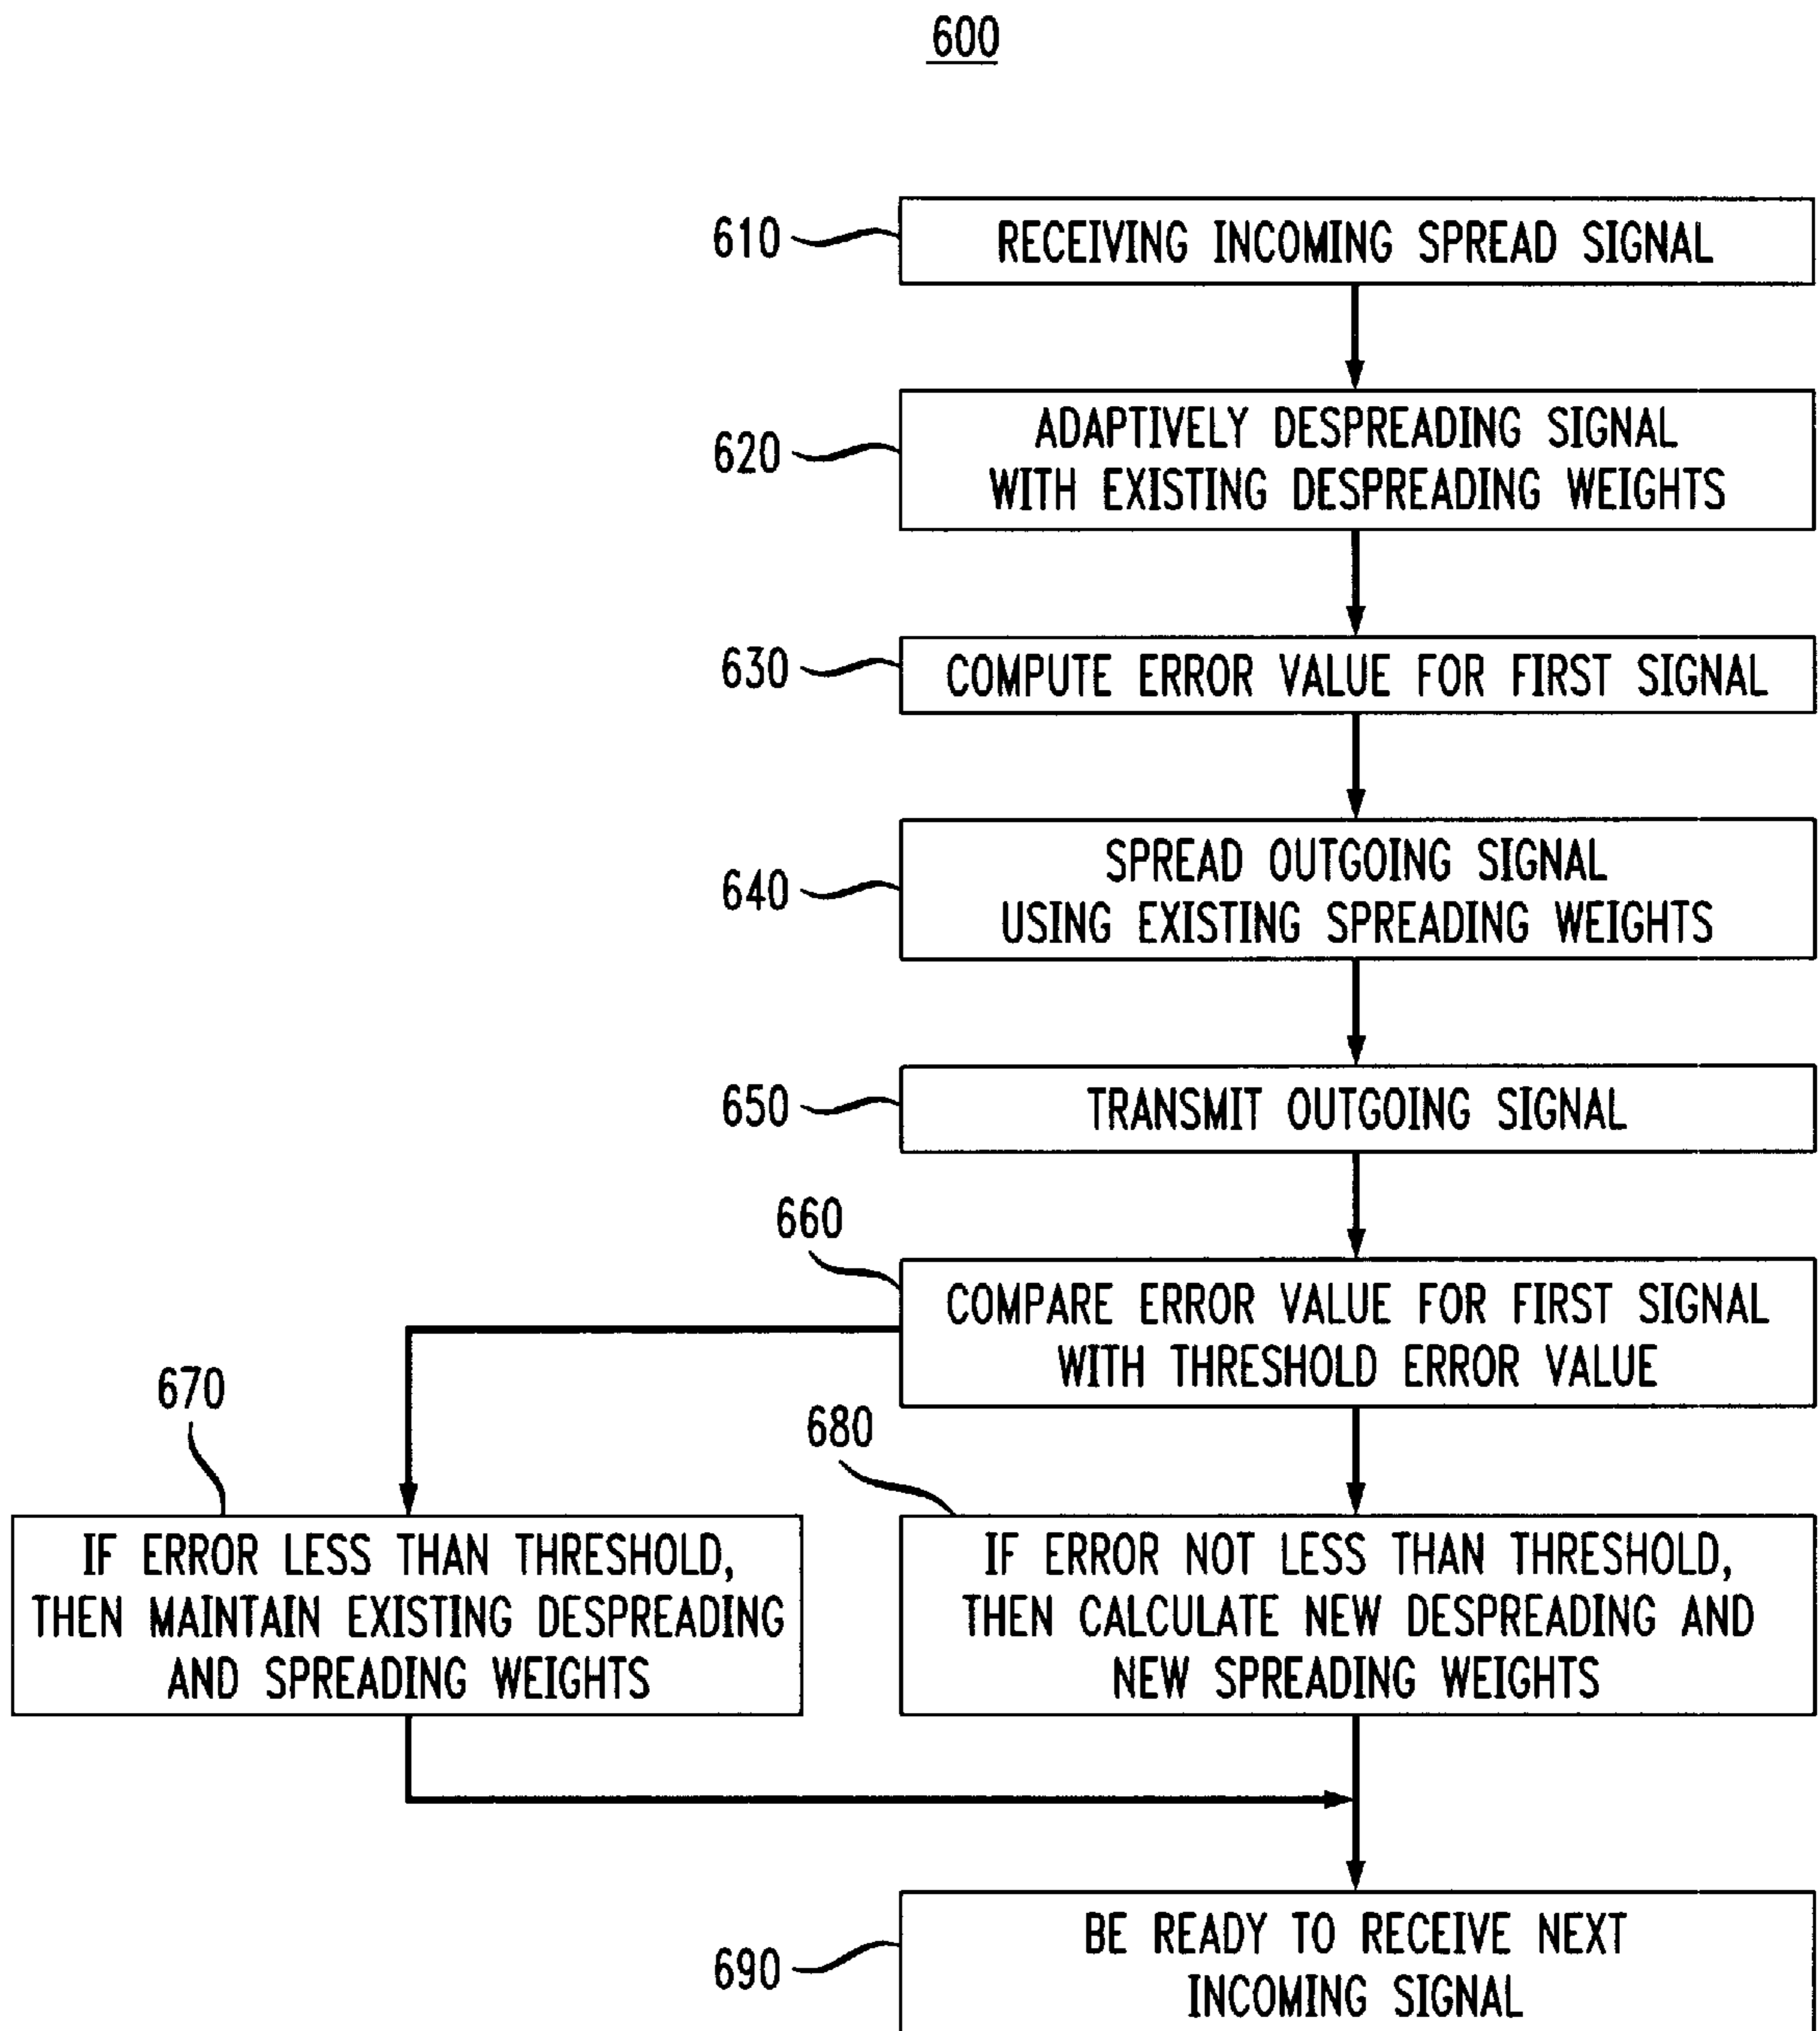 600
610
RECEIVING INCOMING SPREAD SIGNAL
620
ADAPTIVELY DESPREADING SIGNAL
WITH EXISTING DESPREADING WEIGHTS
630
COMPUTE ERROR VALUE FOR FIRST SIGNAL
640
SPREAD OUTGOING SIGNAL
USING EXISTING SPREADING WEIGHTS
650
TRANSMIT OUTGOING SIGNAL
660
COMPARE ERROR VALUE FOR FIRST SIGNAL
WITH THRESHOLD ERROR VALUE
670
IF ERROR LESS THAN THRESHOLD,
THEN MAINTAIN EXISTING DESPREADING
AND SPREADING WEIGHTS
680
IF ERROR NOT LESS THAN THRESHOLD,
THEN CALCULATE NEW DESPREADING AND
NEW SPREADING WEIGHTS
690
BE READY TO RECEIVE NEXT
INCOMING SIGNAL